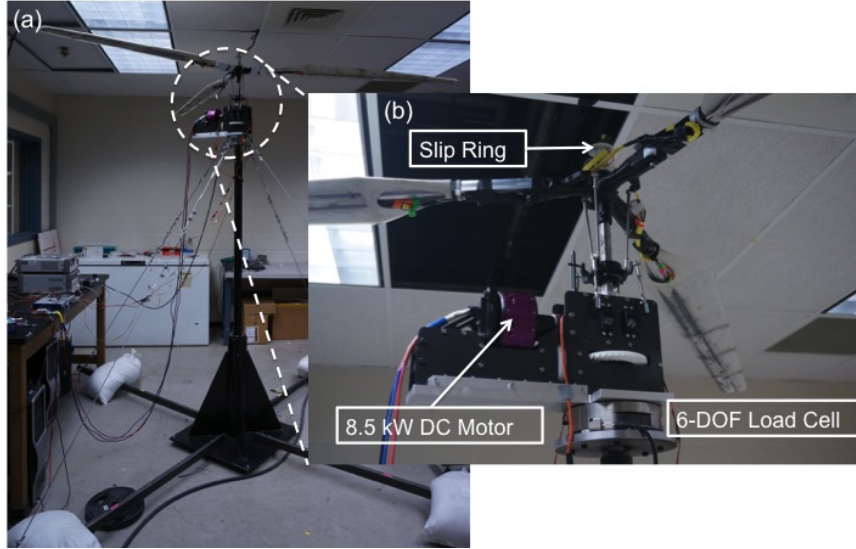 (a)
(b)
Slip Ring
8.5 kW DC Motor
6-DOF Load Cell